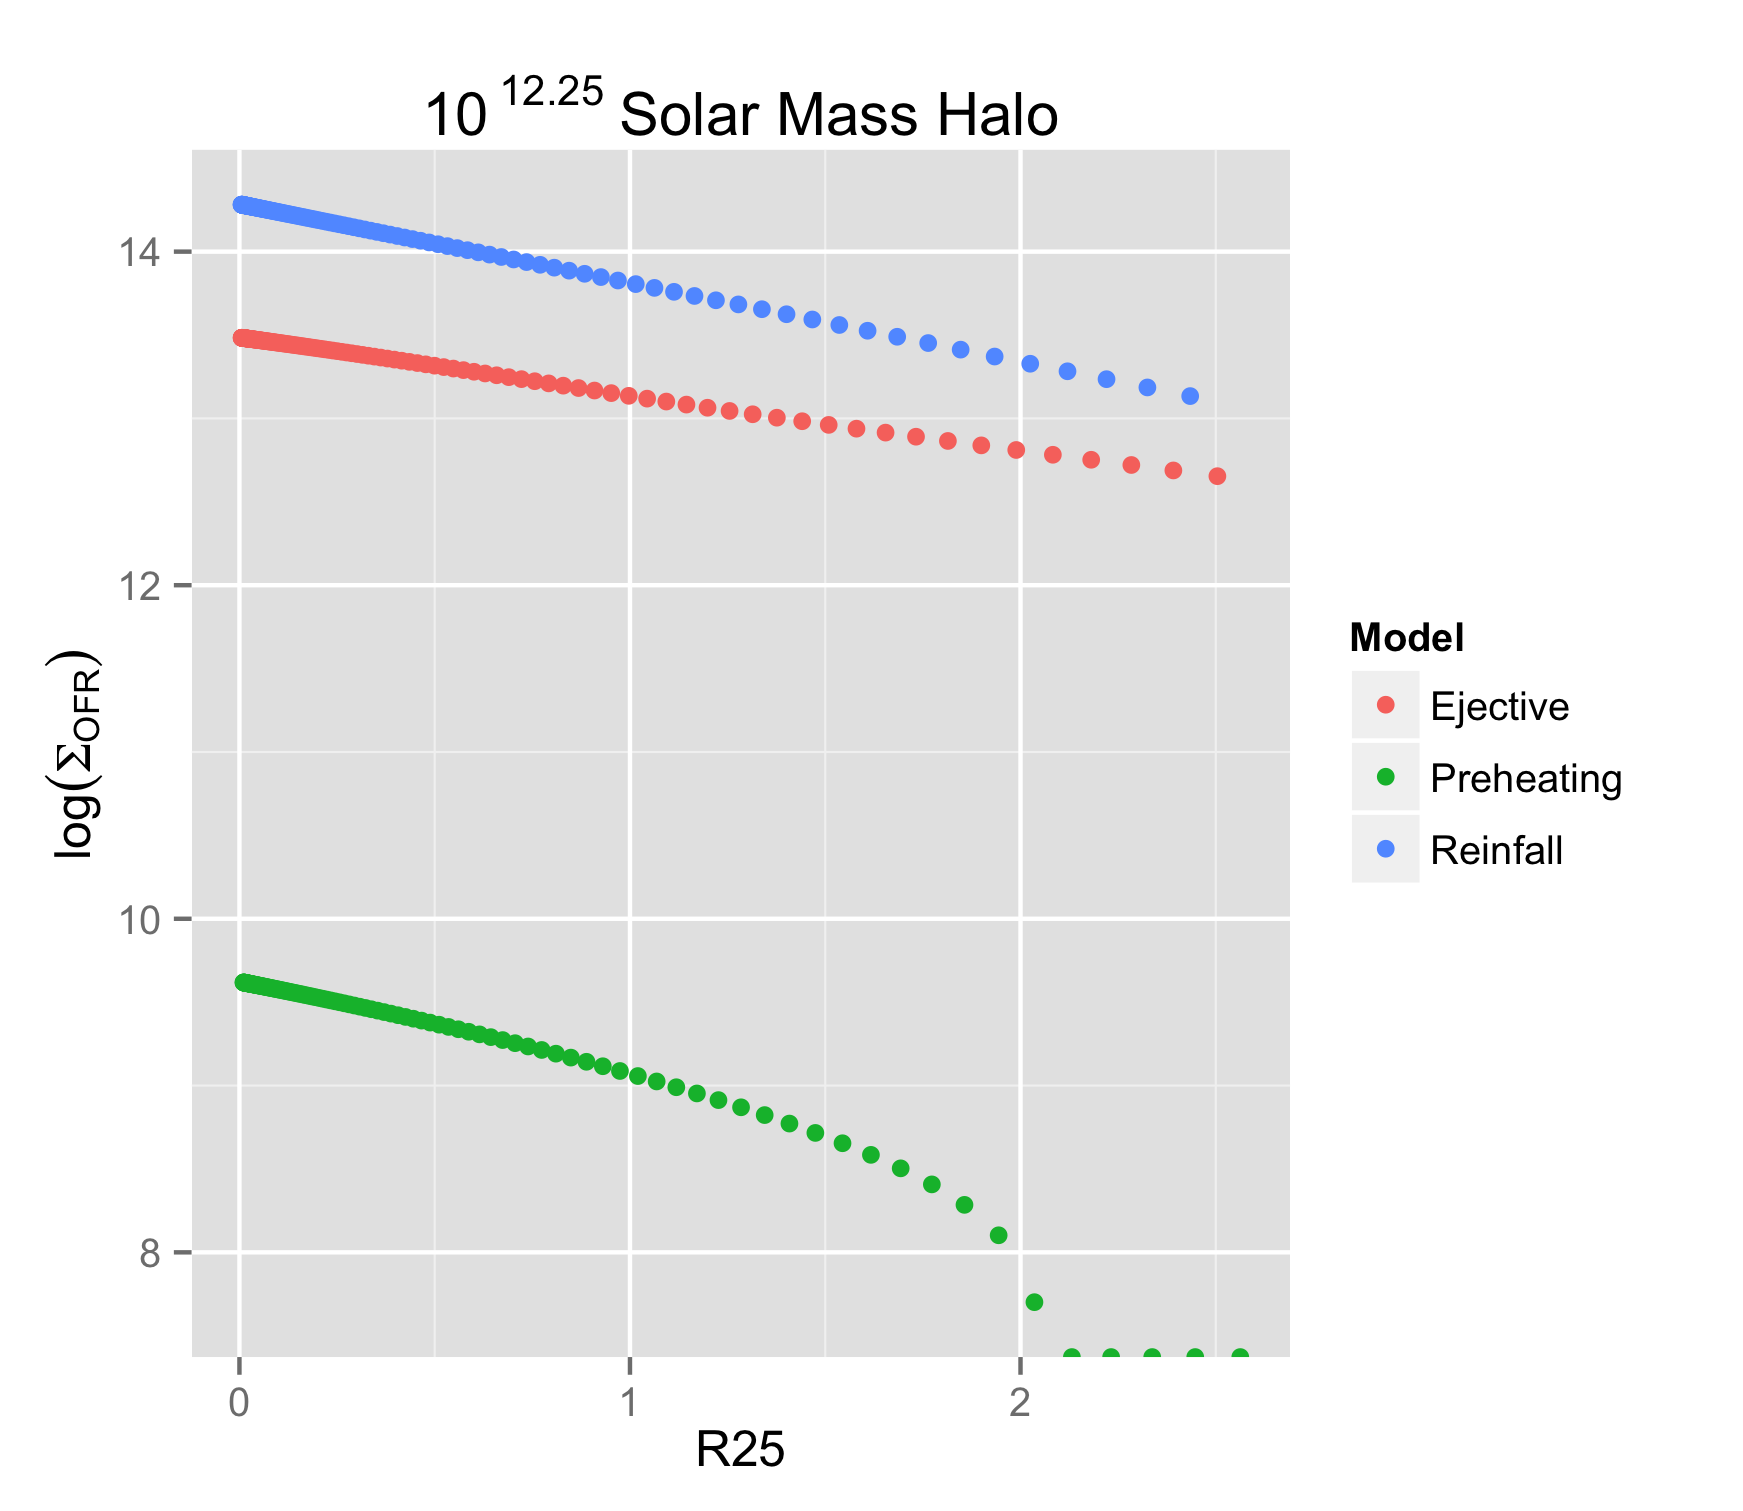 10^12.25 Solar Mass Halo
14
12
10
8
log(Σ_OFR)
0 1 2
R25
Model
Ejective
Preheating
Reinfall